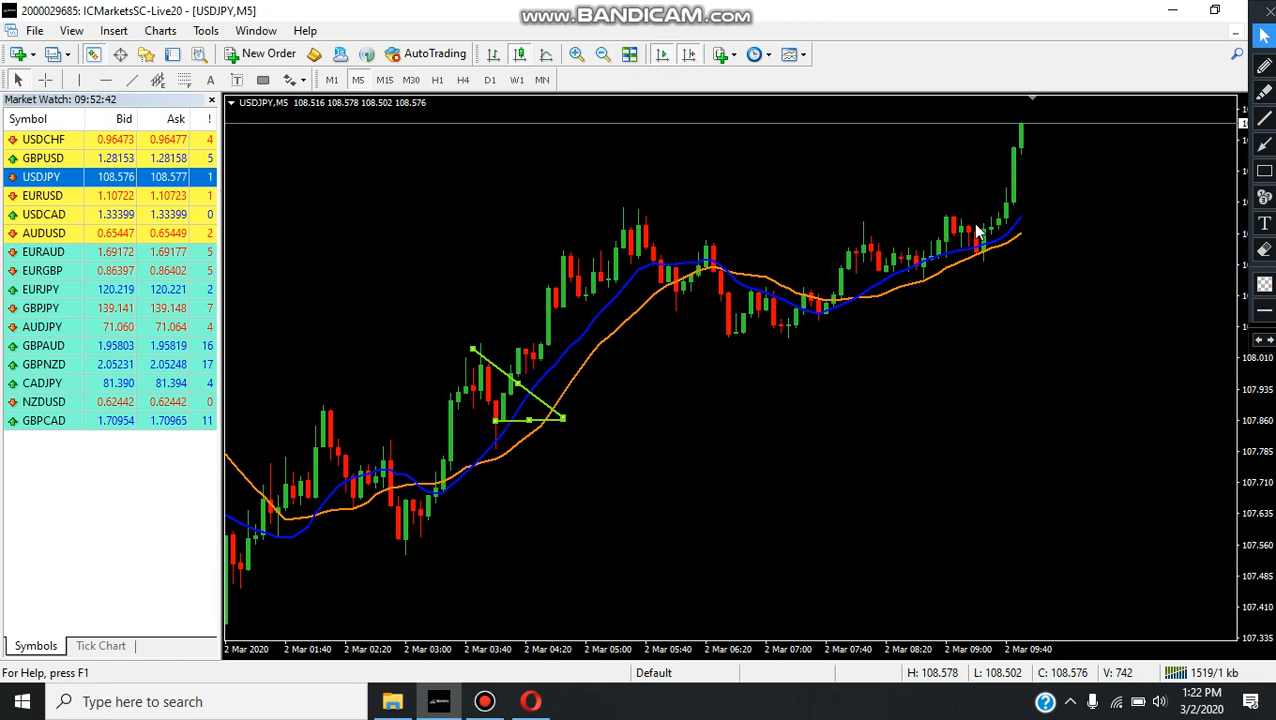 2000029685: ICMarketsSC-Live20 - [USDJPY,M5]
www.BANDICAM.com
File View Insert Charts Tools Window Help
New Order AutoTrading
A T M1 M5 M15 M30 H1 H4 D1 W1 MN
Market Watch: 09:52:42
Symbol Bid Ask !
USDCHF 0.96473 0.96477 4
GBPUSD 1.28153 1.28158 5
USDJPY 108.576 108.577 1
EURUSD 1.10722 1.10723 1
USDCAD 1.33399 1.33399 0
AUDUSD 0.65447 0.65449 2
EURAUD 1.69172 1.69177 5
EURGBP 0.86397 0.86402 5
EURJPY 120.219 120.221 2
GBPJPY 139.141 139.148 7
AUDJPY 71.060 71.064 4
GBPAUD 1.95803 1.95819 16
GBPNZD 2.05231 2.05248 17
CADJPY 81.390 81.394 4
NZDUSD 0.62442 0.62442 0
GBPCAD 1.70954 1.70965 11
Symbols Tick Chart
USDJPY,M5 108.516 108.578 108.502 108.576
108.010
107.935
107.860
107.785
107.710
107.635
107.560
107.485
107.410
107.335
2 Mar 2020 2 Mar 01:40 2 Mar 02:20 2 Mar 03:00 2 Mar 03:40 2 Mar 04:20 2 Mar 05:00 2 Mar 05:40 2 Mar 06:20 2 Mar 07:00 2 Mar 07:40 2 Mar 08:20 2 Mar 09:00 2 Mar 09:40
T
For Help, press F1 Default H: 108.578 L: 108.502 C: 108.576 V: 742 1519/1 kb
Type here to search
1:22 PM
3/2/2020